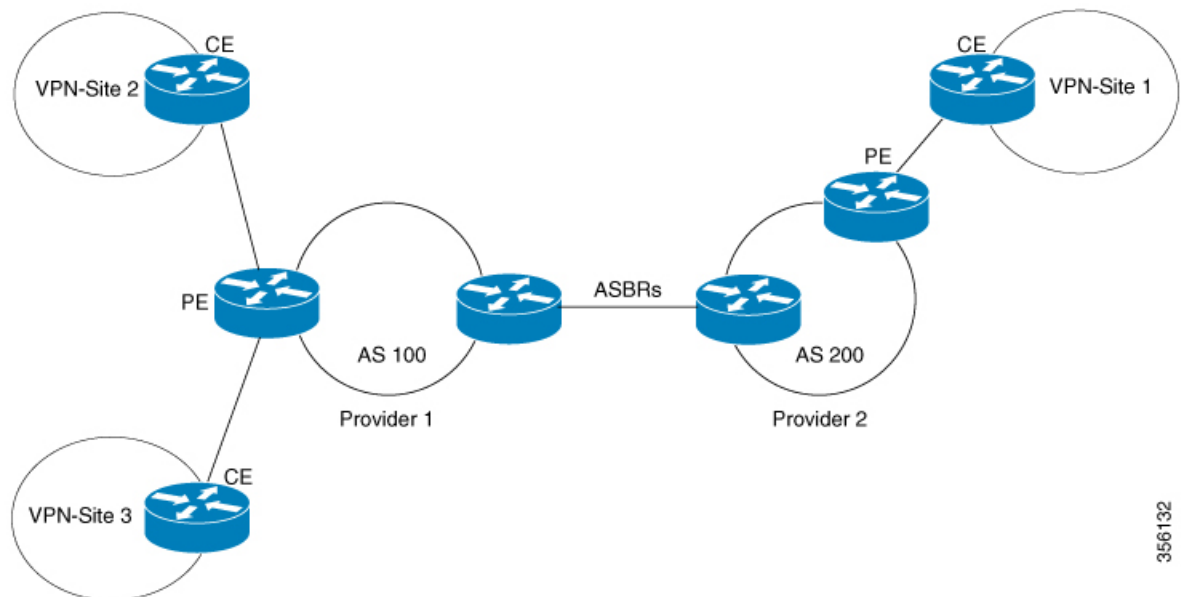 CE
CE
VPN-Site 2
VPN-Site 1
PE
PE
ASBRs
AS 100
AS 200
Provider 1
Provider 2
CE
VPN-Site 3
356132